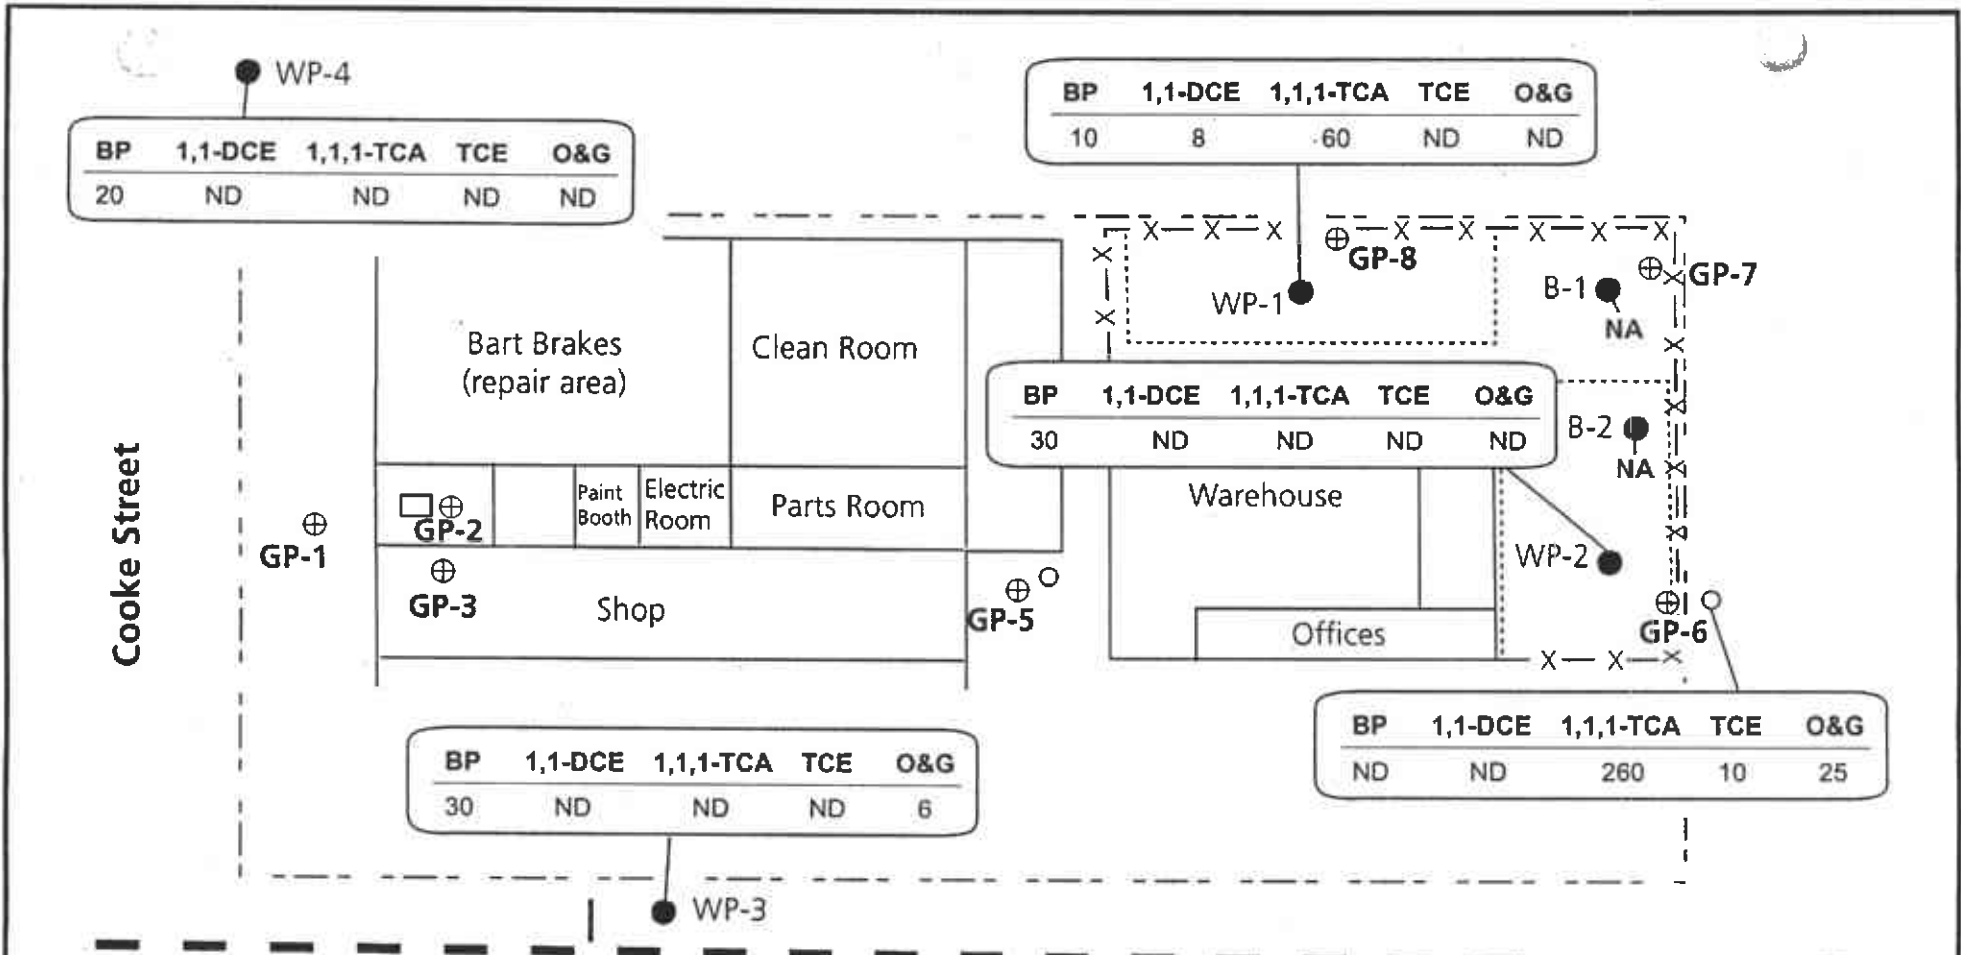 WP-4
BP 1,1-DCE 1,1,1-TCA TCE O&G
20 ND ND ND ND
BP 1,1-DCE 1,1,1-TCA TCE O&G
10 8 60 ND ND
GP-8
GP-7
WP-1
B-1
NA
Bart Brakes
(repair area)
Clean Room
BP 1,1-DCE 1,1,1-TCA TCE O&G
30 ND ND ND ND
B-2
NA
Cooke Street
GP-1
GP-2
Paint
Booth
Electric
Room
Parts Room
Warehouse
WP-2
GP-3
Shop
GP-5
Offices
GP-6
BP 1,1-DCE 1,1,1-TCA TCE O&G
ND ND 260 10 25
BP 1,1-DCE 1,1,1-TCA TCE O&G
30 ND ND ND 6
WP-3